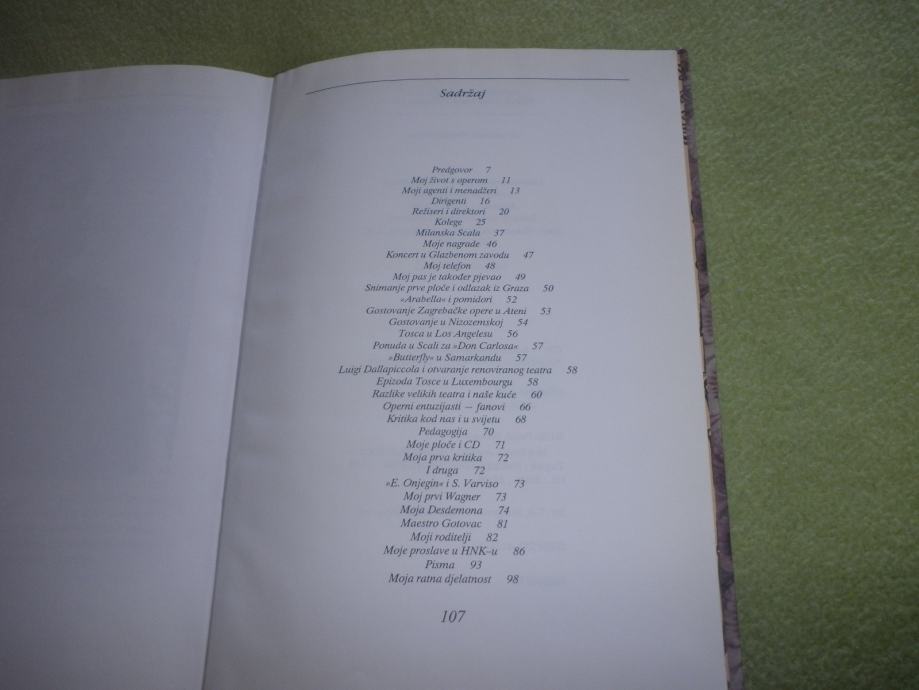 Sadržaj
Predgovor 7
Moj život s operom 11
Moji agenti i menadžeri 13
Dirigenti 16
Režiseri i direktori 20
Kolege 25
Milanska Scala 37
Moje nagrade 46
Koncert u Glazbenom zavodu 47
Moj telefon 48
Moj pas je također pjevao 49
Snimanje prve ploče i odlazak iz Graza 50
»Arabella« i pomidori 52
Gostovanje Zagrebačke opere u Ateni 53
Gostovanje u Nizozemskoj 54
Tosca u Los Angelesu 56
Ponuda u Scali za »Don Carlosa« 57
»Butterfly« u Samarkandu 57
Luigi Dallapiccola i otvaranje renoviranog teatra 58
Epizoda Tosce u Luxembourgu 58
Razlike velikih teatra i naše kuće 60
Operni entuzijasti — fanovi 66
Kritika kod nas i u svijetu 68
Pedagogija 70
Moje ploče i CD 71
Moja prva kritika 72
I druga 72
»E. Onjegin« i S. Varviso 73
Moj prvi Wagner 73
Moja Desdemona 74
Maestro Gotovac 81
Moji roditelji 82
Moje proslave u HNK–u 86
Pisma 93
Moja ratna djelatnost 98
107